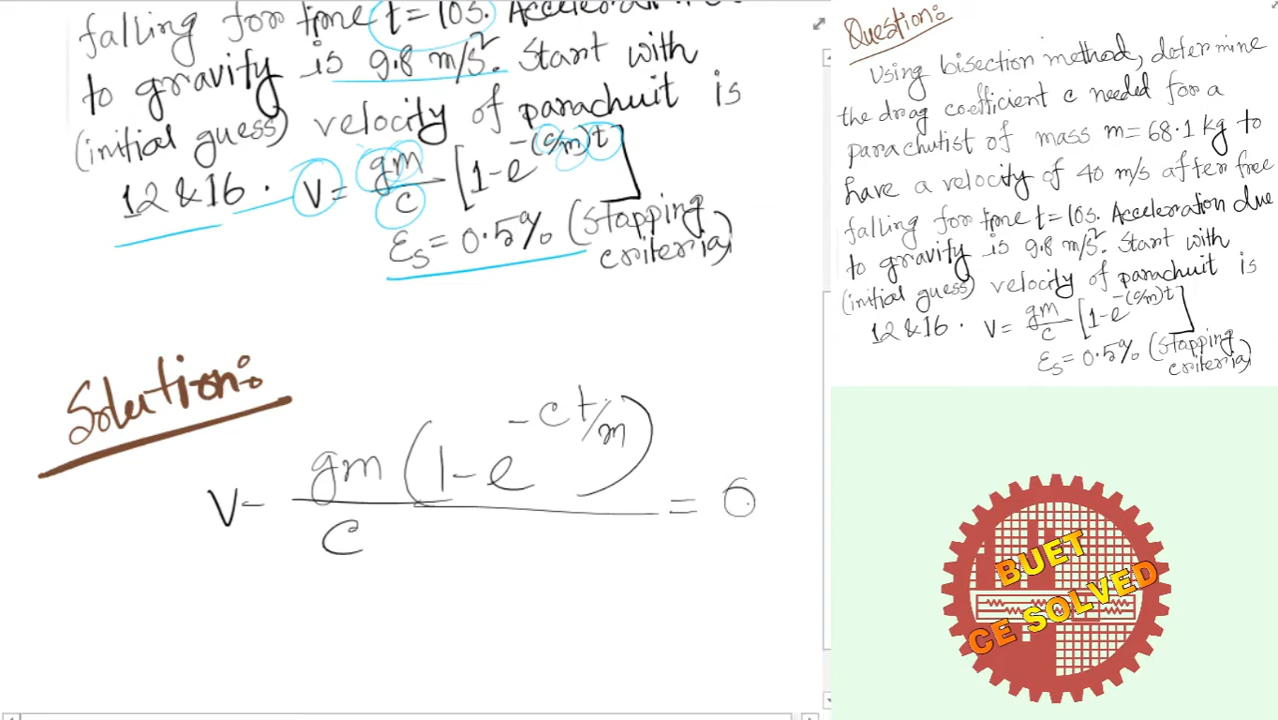 falling for time t= 10s. Acceleration due
to gravity is 9.8 m/s². Start with
(initial guess) velocity of parachuit is
12 & 16 . V= gm/c [1-e^-(c/m)t]
Es= 0.5% (Stapping
criteria)
Solution:
V- gm(1-e^-ct/m)/c = 0
Question:
Using bisection method, determine
the drag coefficient c needed for a
parachutist of mass m= 68.1 kg to
have a velocity of 40 m/s after free
falling for time t= 10s. Acceleration due
to gravity is 9.8 m/s². Start with
(initial guess) velocity of parachuit is
12 & 16 . V= gm/c [1-e^-(c/m)t]
Es= 0.5% (Stapping
criteria)
BUET
CE SOLVED